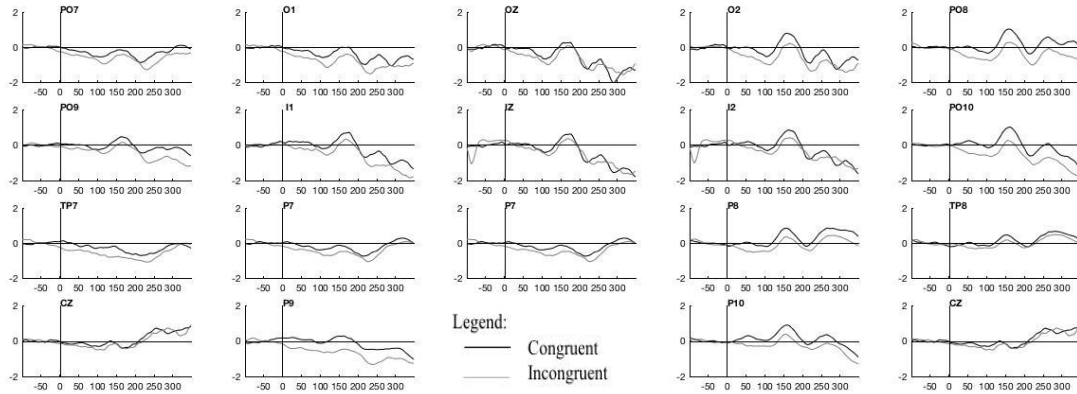 PO7 O1 OZ O2 PO8
2 2 2 2 2
0 0 0 0 0
-2 -2 -2 -2 -2
-50 0 50 100 150 200 250 300 -50 0 50 100 150 200 250 300 -50 0 50 100 150 200 250 300 -50 0 50 100 150 200 250 300 -50 0 50 100 150 200 250 300
PO9 I1 IZ I2 PO10
2 2 2 2 2
0 0 0 0 0
-2 -2 -2 -2 -2
-50 0 50 100 150 200 250 300 -50 0 50 100 150 200 250 300 -50 0 50 100 150 200 250 300 -50 0 50 100 150 200 250 300 -50 0 50 100 150 200 250 300
TP7 P7 P7 P8 TP8
2 2 2 2 2
0 0 0 0 0
-2 -2 -2 -2 -2
-50 0 50 100 150 200 250 300 -50 0 50 100 150 200 250 300 -50 0 50 100 150 200 250 300 -50 0 50 100 150 200 250 300 -50 0 50 100 150 200 250 300
CZ P9 P10 CZ
2 2 2 2
0 0 0 0
-2 -2 -2 -2
-50 0 50 100 150 200 250 300 -50 0 50 100 150 200 250 300 -50 0 50 100 150 200 250 300 -50 0 50 100 150 200 250 300
Legend:
Congruent
Incongruent